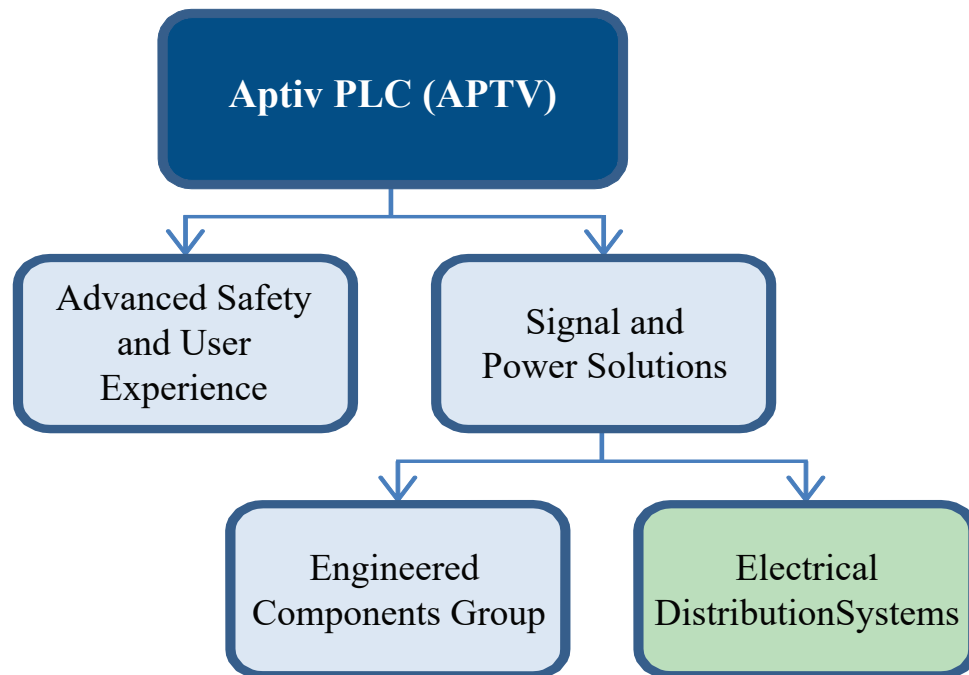 Aptiv PLC (APTV)
Advanced Safety
and User
Experience
Signal and
Power Solutions
Engineered
Components Group
Electrical
DistributionSystems